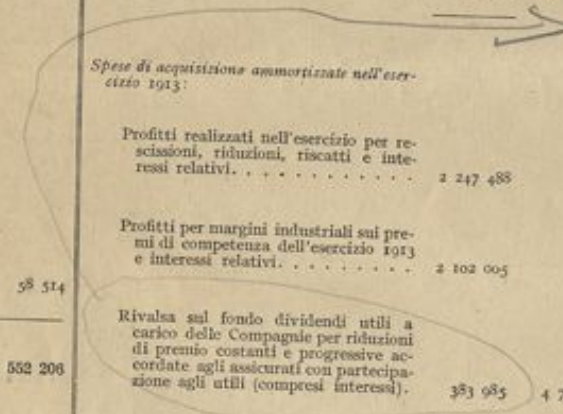 Spese di acquisizione ammortizzate nell'eser-
cizio 1913:
Profitti realizzati nell'esercizio per re-
scissioni, riduzioni, riscatti e inte-
ressi relativi. . . . . . . . . . . . 2 247 488
Profitti per margini industriali sui pre-
mi di competenza dell'esercizio 1913
e interessi relativi. . . . . . . . . 2 102 005
58 514
Rivalsa sul fondo dividendi utili a
carico delle Compagnie per riduzioni
di premio costanti e progressive ac-
cordate agli assicurati con partecipa-
zione agli utili (compresi interessi). 383 985 4 7
552 206